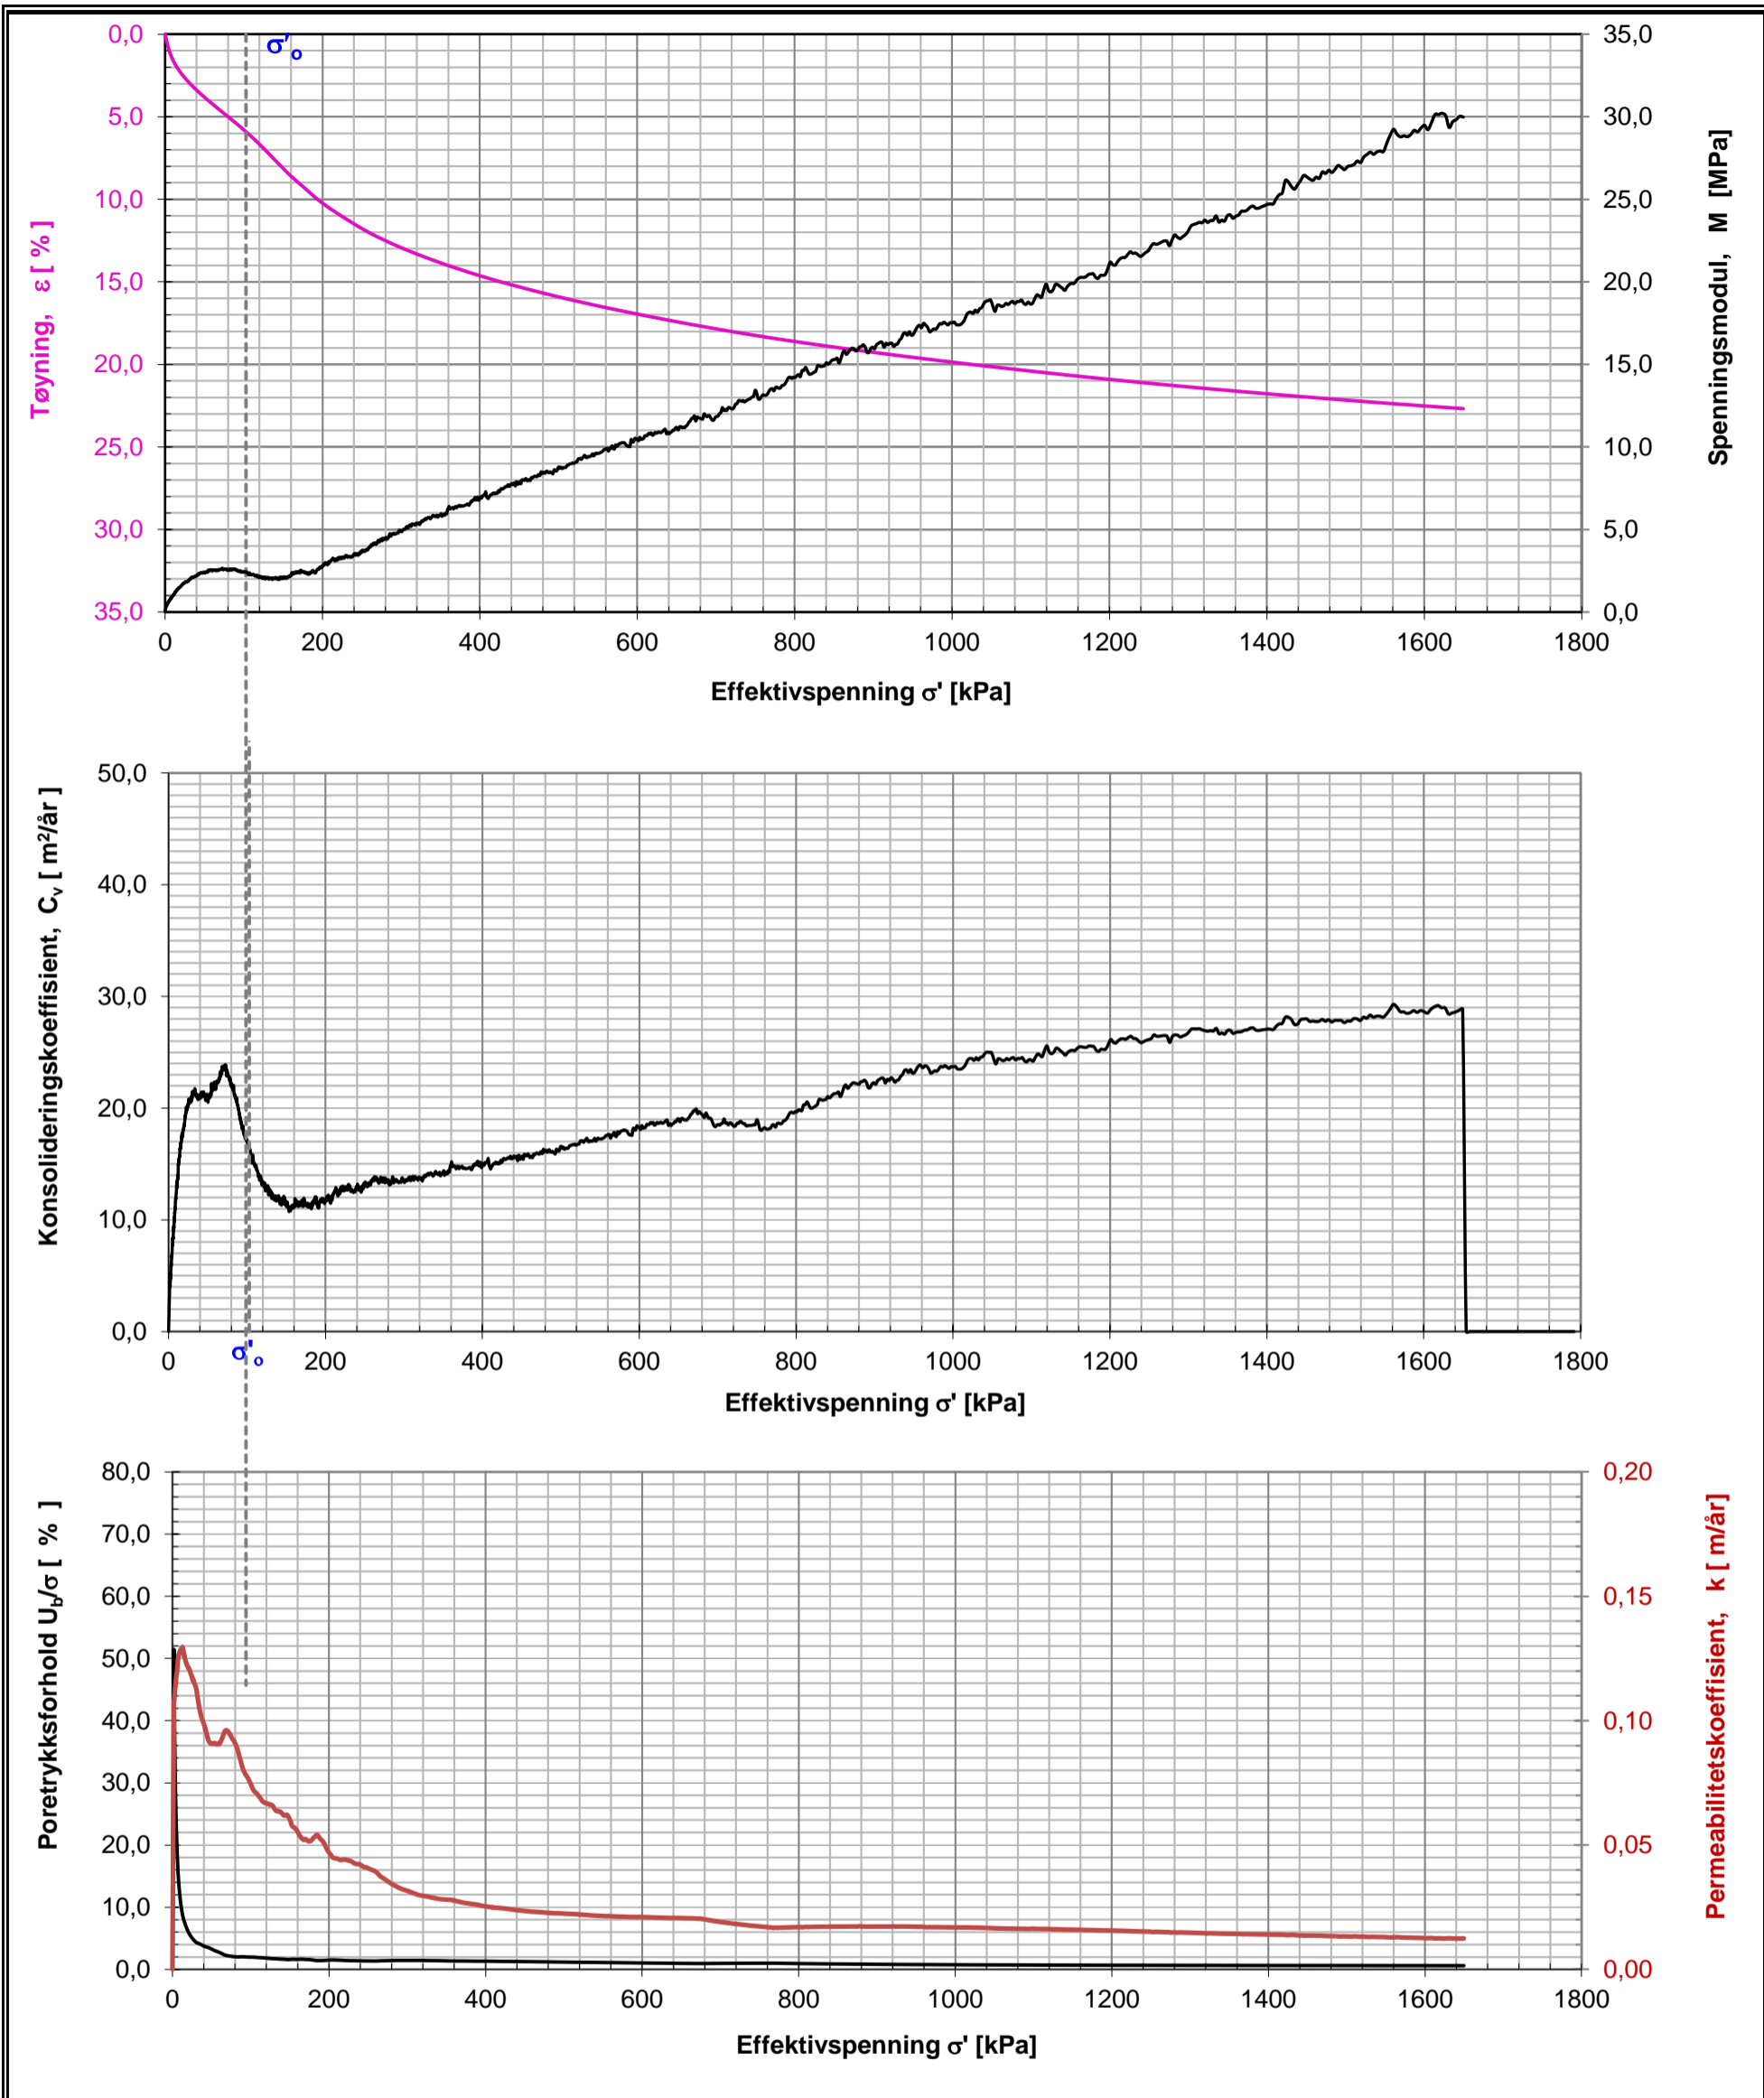 σ'o
0,0
5,0
10,0
15,0
20,0
25,0
30,0
35,0
Tøyning, ε [ % ]
35,0
30,0
25,0
20,0
15,0
10,0
5,0
0,0
Spenningsmodul, M [MPa]
0 200 400 600 800 1000 1200 1400 1600 1800
Effektivspenning σ' [kPa]
50,0
40,0
30,0
20,0
10,0
0,0
Konsolideringskoeffisient, Cv [ m²/år ]
0 200 400 600 800 1000 1200 1400 1600 1800
σ'o
Effektivspenning σ' [kPa]
80,0
70,0
60,0
50,0
40,0
30,0
20,0
10,0
0,0
Poretrykksforhold Ub/σ [ % ]
0,20
0,15
0,10
0,05
0,00
Permeabilitetskoeffisient, k [ m/år]
0 200 400 600 800 1000 1200 1400 1600 1800
Effektivspenning σ' [kPa]